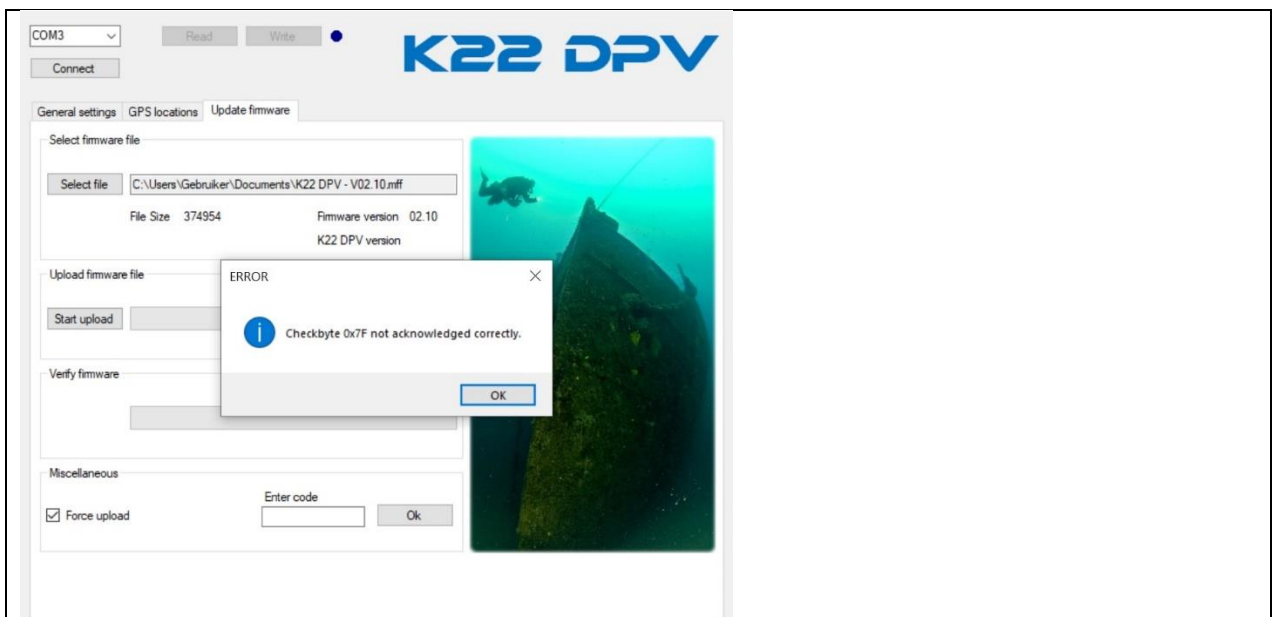 COM3 Read Write
K22 DPV
Connect
General settings GPS locations Update firmware
Select firmware file
Select file C:\Users\Gebruiker\Documents\K22 DPV - V02.10.mff
File Size 374954 Firmware version 02.10
K22 DPV version
Upload firmware file
ERROR
Start upload
Checkbyte 0x7F not acknowledged correctly.
Verify firmware
OK
Miscellaneous
Enter code
Force upload Ok